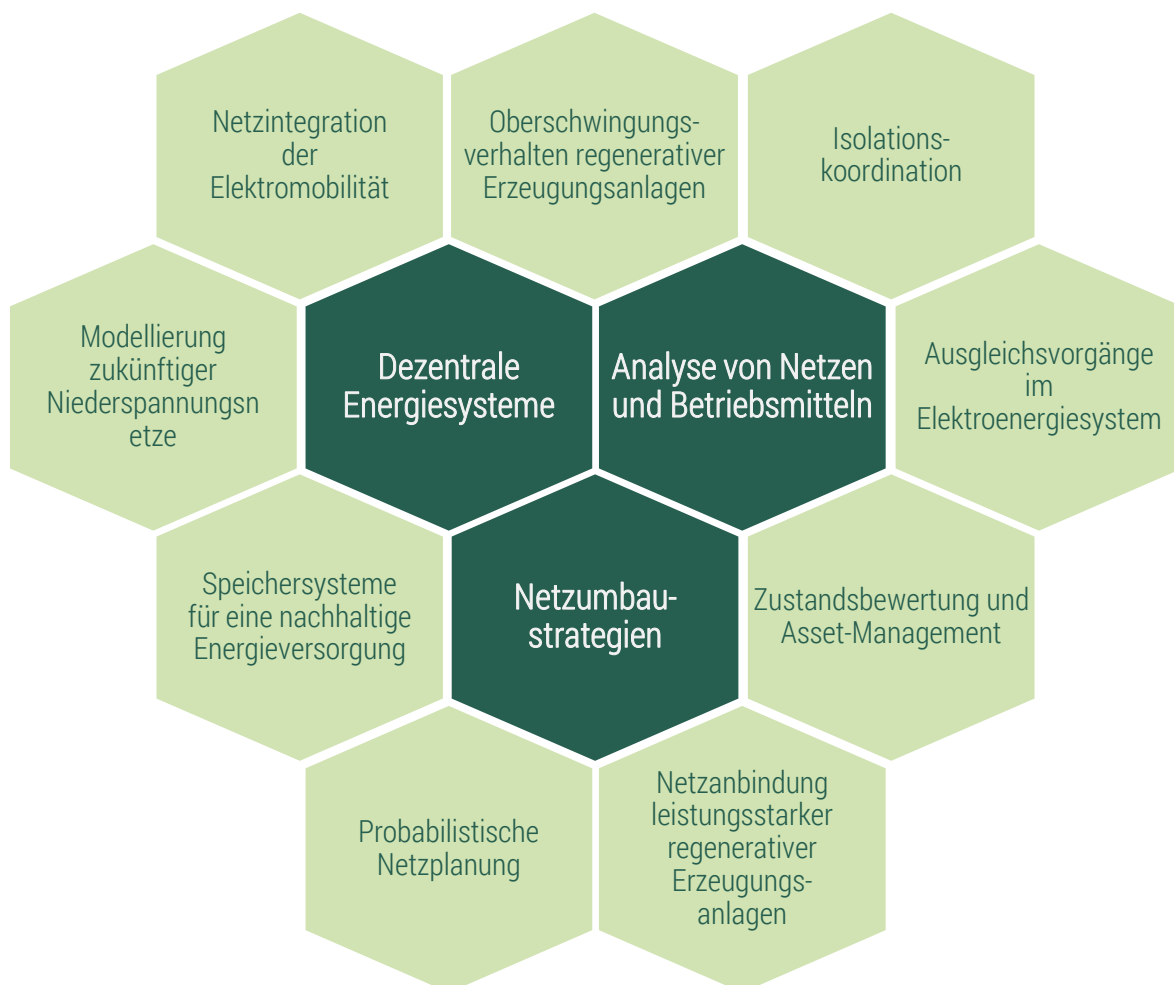 Netzintegration
der
Elektromobilität
Oberschwingungs-
verhalten regenerativer
Erzeugungsanlagen
Isolations-
koordination
Modellierung
zukünftiger
Niederspannungsn
etze
Dezentrale
Energiesysteme
Analyse von Netzen
und Betriebsmitteln
Ausgleichsvorgänge
im
Elektroenergiesystem
Speichersysteme
für eine nachhaltige
Energieversorgung
Netzumbau-
strategien
Zustandsbewertung und
Asset-Management
Probabilistische
Netzplanung
Netzanbindung
leistungsstarker
regenerativer
Erzeugungs-
anlagen